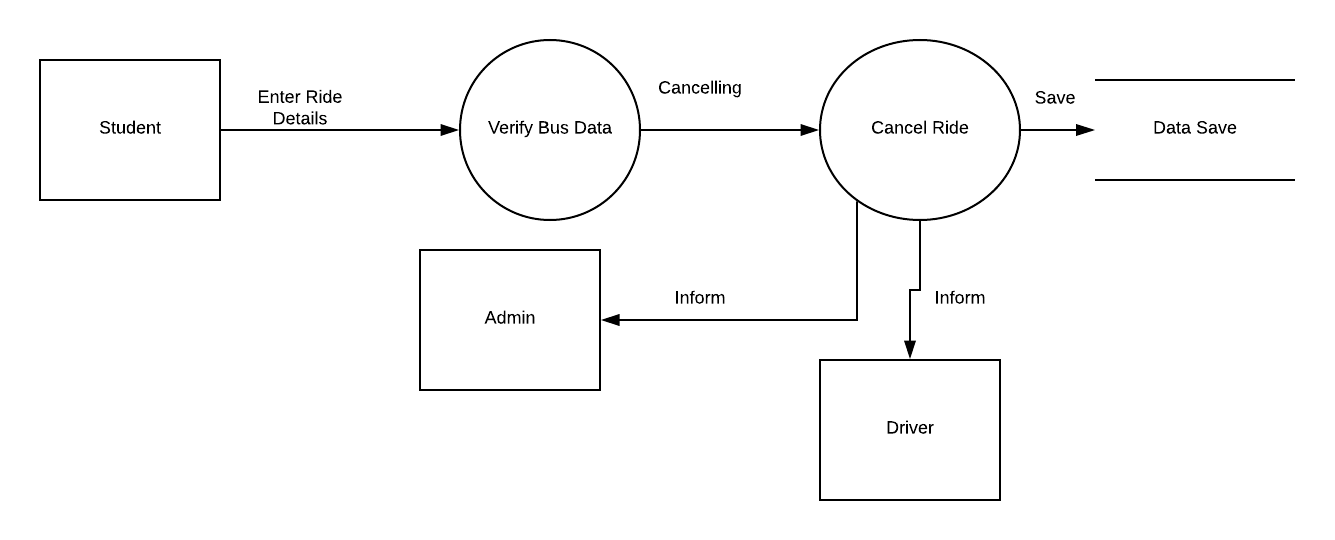 Student
Enter Ride
Details
Verify Bus Data
Cancelling
Cancel Ride
Save
Data Save
Admin
Inform
Inform
Driver